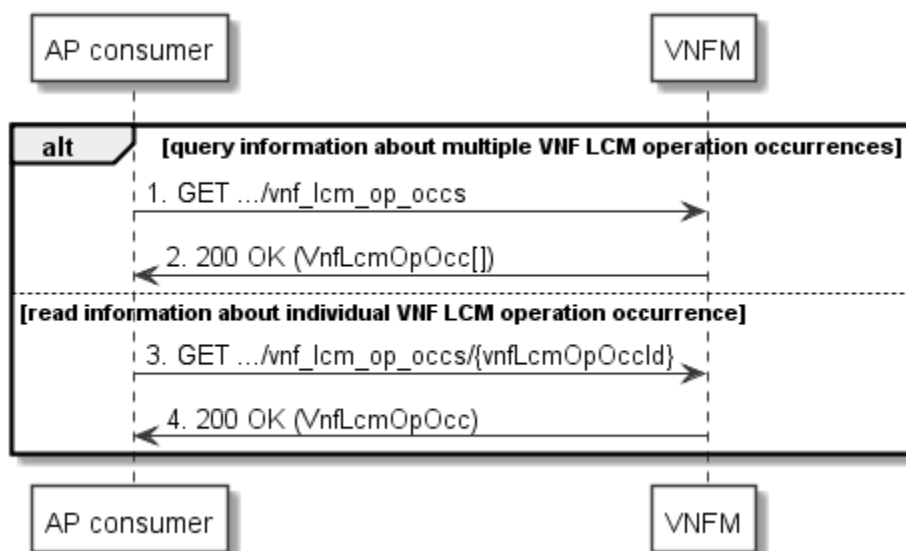 AP consumer
VNFM
alt
[query information about multiple VNF LCM operation occurrences]
1. GET .../vnf_lcm_op_occs
2. 200 OK (VnfLcmOpOcc[])
[read information about individual VNF LCM operation occurrence]
3. GET .../vnf_lcm_op_occs/{vnfLcmOpOccId}
4. 200 OK (VnfLcmOpOcc)
AP consumer
VNFM